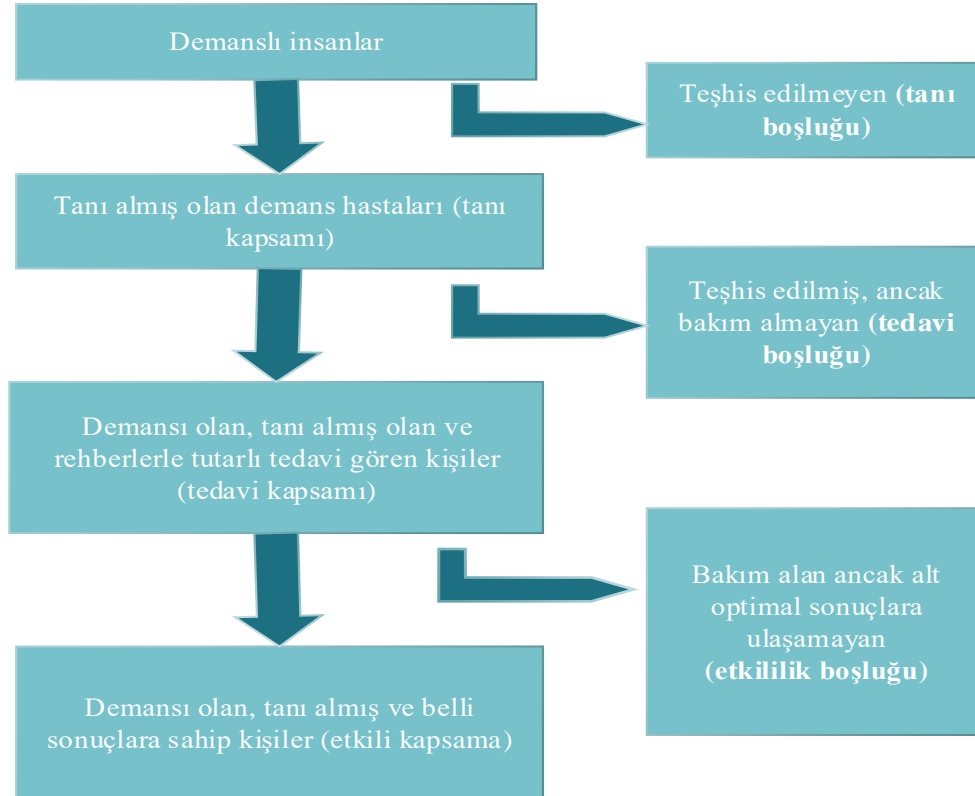 Demanslı insanlar
Teşhis edilmeyen (tanı
boşluğu)
Tanı almış olan demans hastaları (tanı
kapsamı)
Teşhis edilmiş, ancak
bakım almayan (tedavi
boşluğu)
Demansı olan, tanı almış olan ve
rehberlerle tutarlı tedavi gören kişiler
(tedavi kapsamı)
Bakım alan ancak alt
optimal sonuçlara
ulaşamayan
(etkililik boşluğu)
Demansı olan, tanı almış ve belli
sonuçlara sahip kişiler (etkili kapsama)